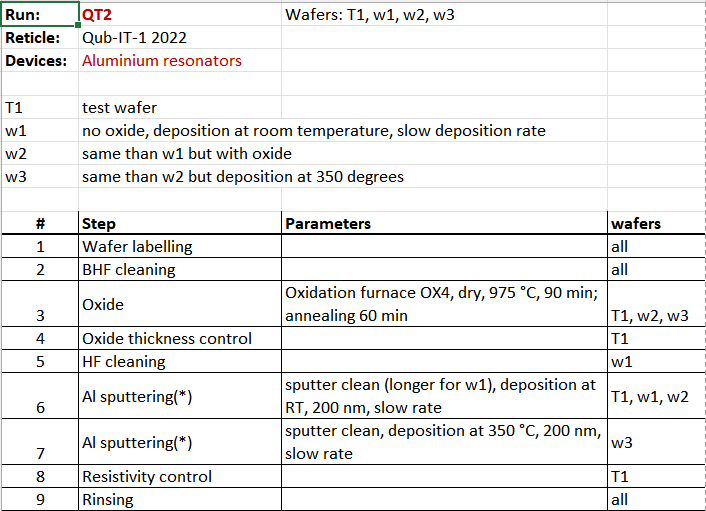 Run: QT2 Wafers: T1, w1, w2, w3
Reticle: Qub-IT-1 2022
Devices: Aluminium resonators
T1 test wafer
w1 no oxide, deposition at room temperature, slow deposition rate
w2 same than w1 but with oxide
w3 same than w2 but deposition at 350 degrees
# Step Parameters wafers
1 Wafer labelling all
2 BHF cleaning all
3 Oxide Oxidation furnace OX4, dry, 975 °C, 90 min;
annealing 60 min T1, w2, w3
4 Oxide thickness control T1
5 HF cleaning w1
6 Al sputtering(*) sputter clean (longer for w1), deposition at
RT, 200 nm, slow rate T1, w1, w2
7 Al sputtering(*) sputter clean, deposition at 350 °C, 200 nm,
slow rate w3
8 Resistivity control T1
9 Rinsing all